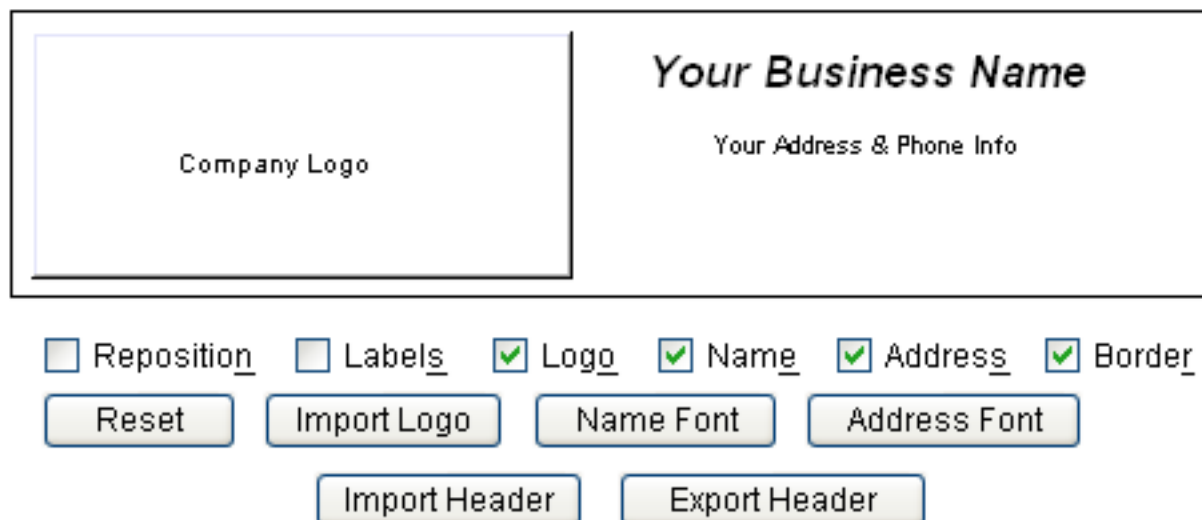 Your Business Name
Your Address & Phone Info
Company Logo
Reposition Labels Logo Name Address Border
Reset Import Logo Name Font Address Font
Import Header Export Header